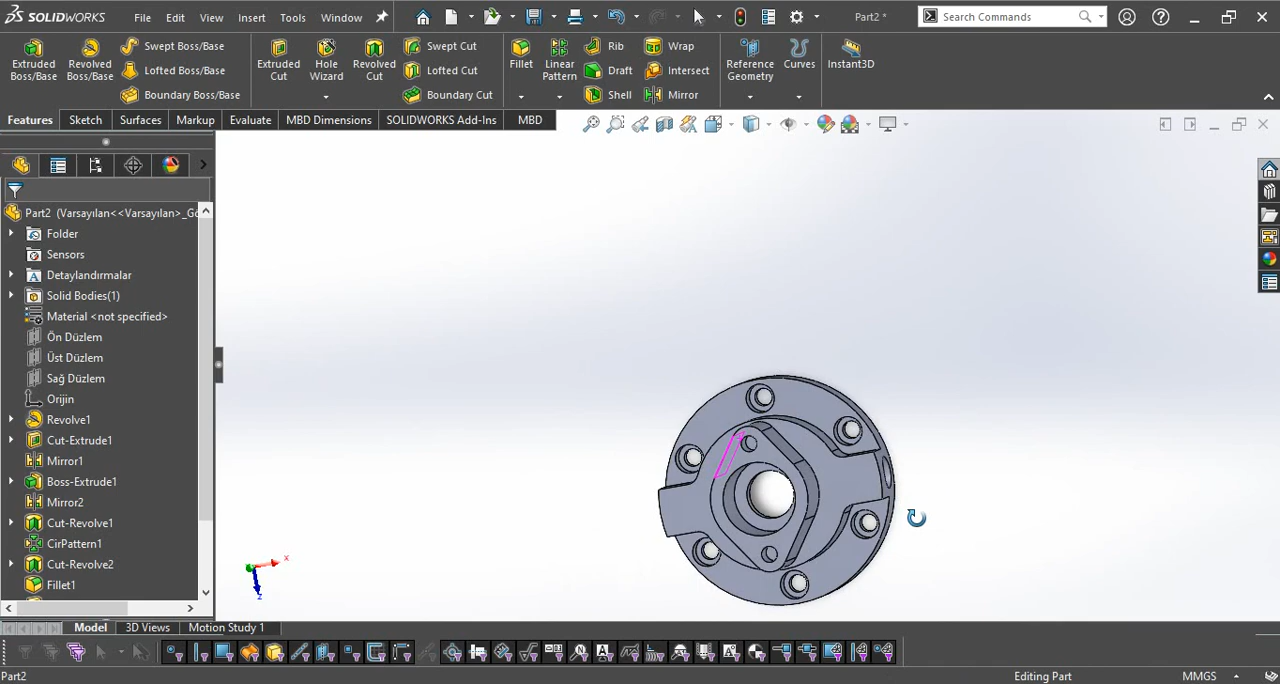 SOLIDWORKS File Edit View Insert Tools Window Part2 * Search Commands
Extruded Boss/Base
Revolved Boss/Base
Swept Boss/Base
Lofted Boss/Base
Boundary Boss/Base
Extruded Cut
Hole Wizard
Revolved Cut
Swept Cut
Lofted Cut
Boundary Cut
Fillet
Linear Pattern
Rib
Draft
Shell
Wrap
Intersect
Mirror
Reference Geometry
Curves
Instant3D
Features Sketch Surfaces Markup Evaluate MBD Dimensions SOLIDWORKS Add-Ins MBD
Part2 (Varsayılan<<Varsayılan>_Gö
Folder
Sensors
Detaylandırmalar
Solid Bodies(1)
Material <not specified>
Ön Düzlem
Üst Düzlem
Sağ Düzlem
Orijin
Revolve1
Cut-Extrude1
Mirror1
Boss-Extrude1
Mirror2
Cut-Revolve1
CirPattern1
Cut-Revolve2
Fillet1
x
z
Model 3D Views Motion Study 1
Part2 Editing Part MMGS